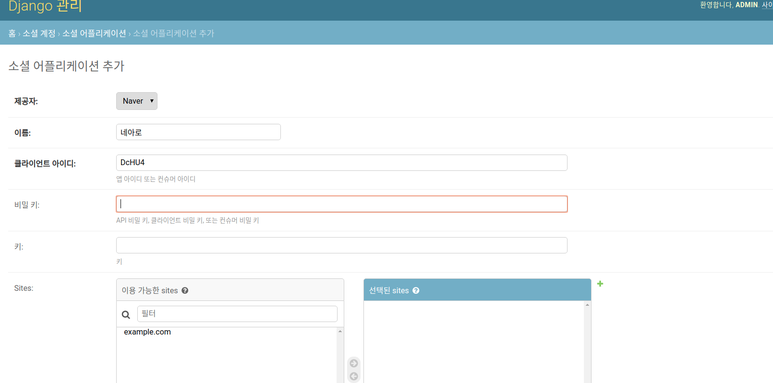 Django 관리
환영합니다, ADMIN. 사이
홈 › 소셜 계정 › 소셜 어플리케이션 › 소셜 어플리케이션 추가
소셜 어플리케이션 추가
제공자: Naver
이름: 네아로
클라이언트 아이디: DcHU4
앱 아이디 또는 컨슈머 아이디
비밀 키:
API 비밀 키, 클라이언트 비밀 키, 또는 컨슈머 비밀 키
키:
키
Sites: 이용 가능한 sites 선택된 sites
필터
example.com